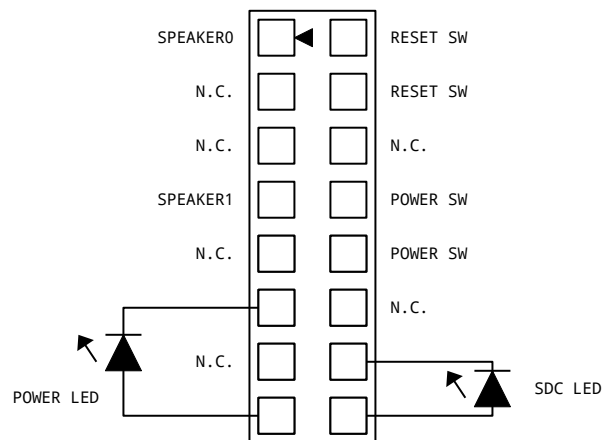 SPEAKER0 RESET SW
N.C. RESET SW
N.C. N.C.
SPEAKER1 POWER SW
N.C. POWER SW
N.C.
N.C.
POWER LED SDC LED